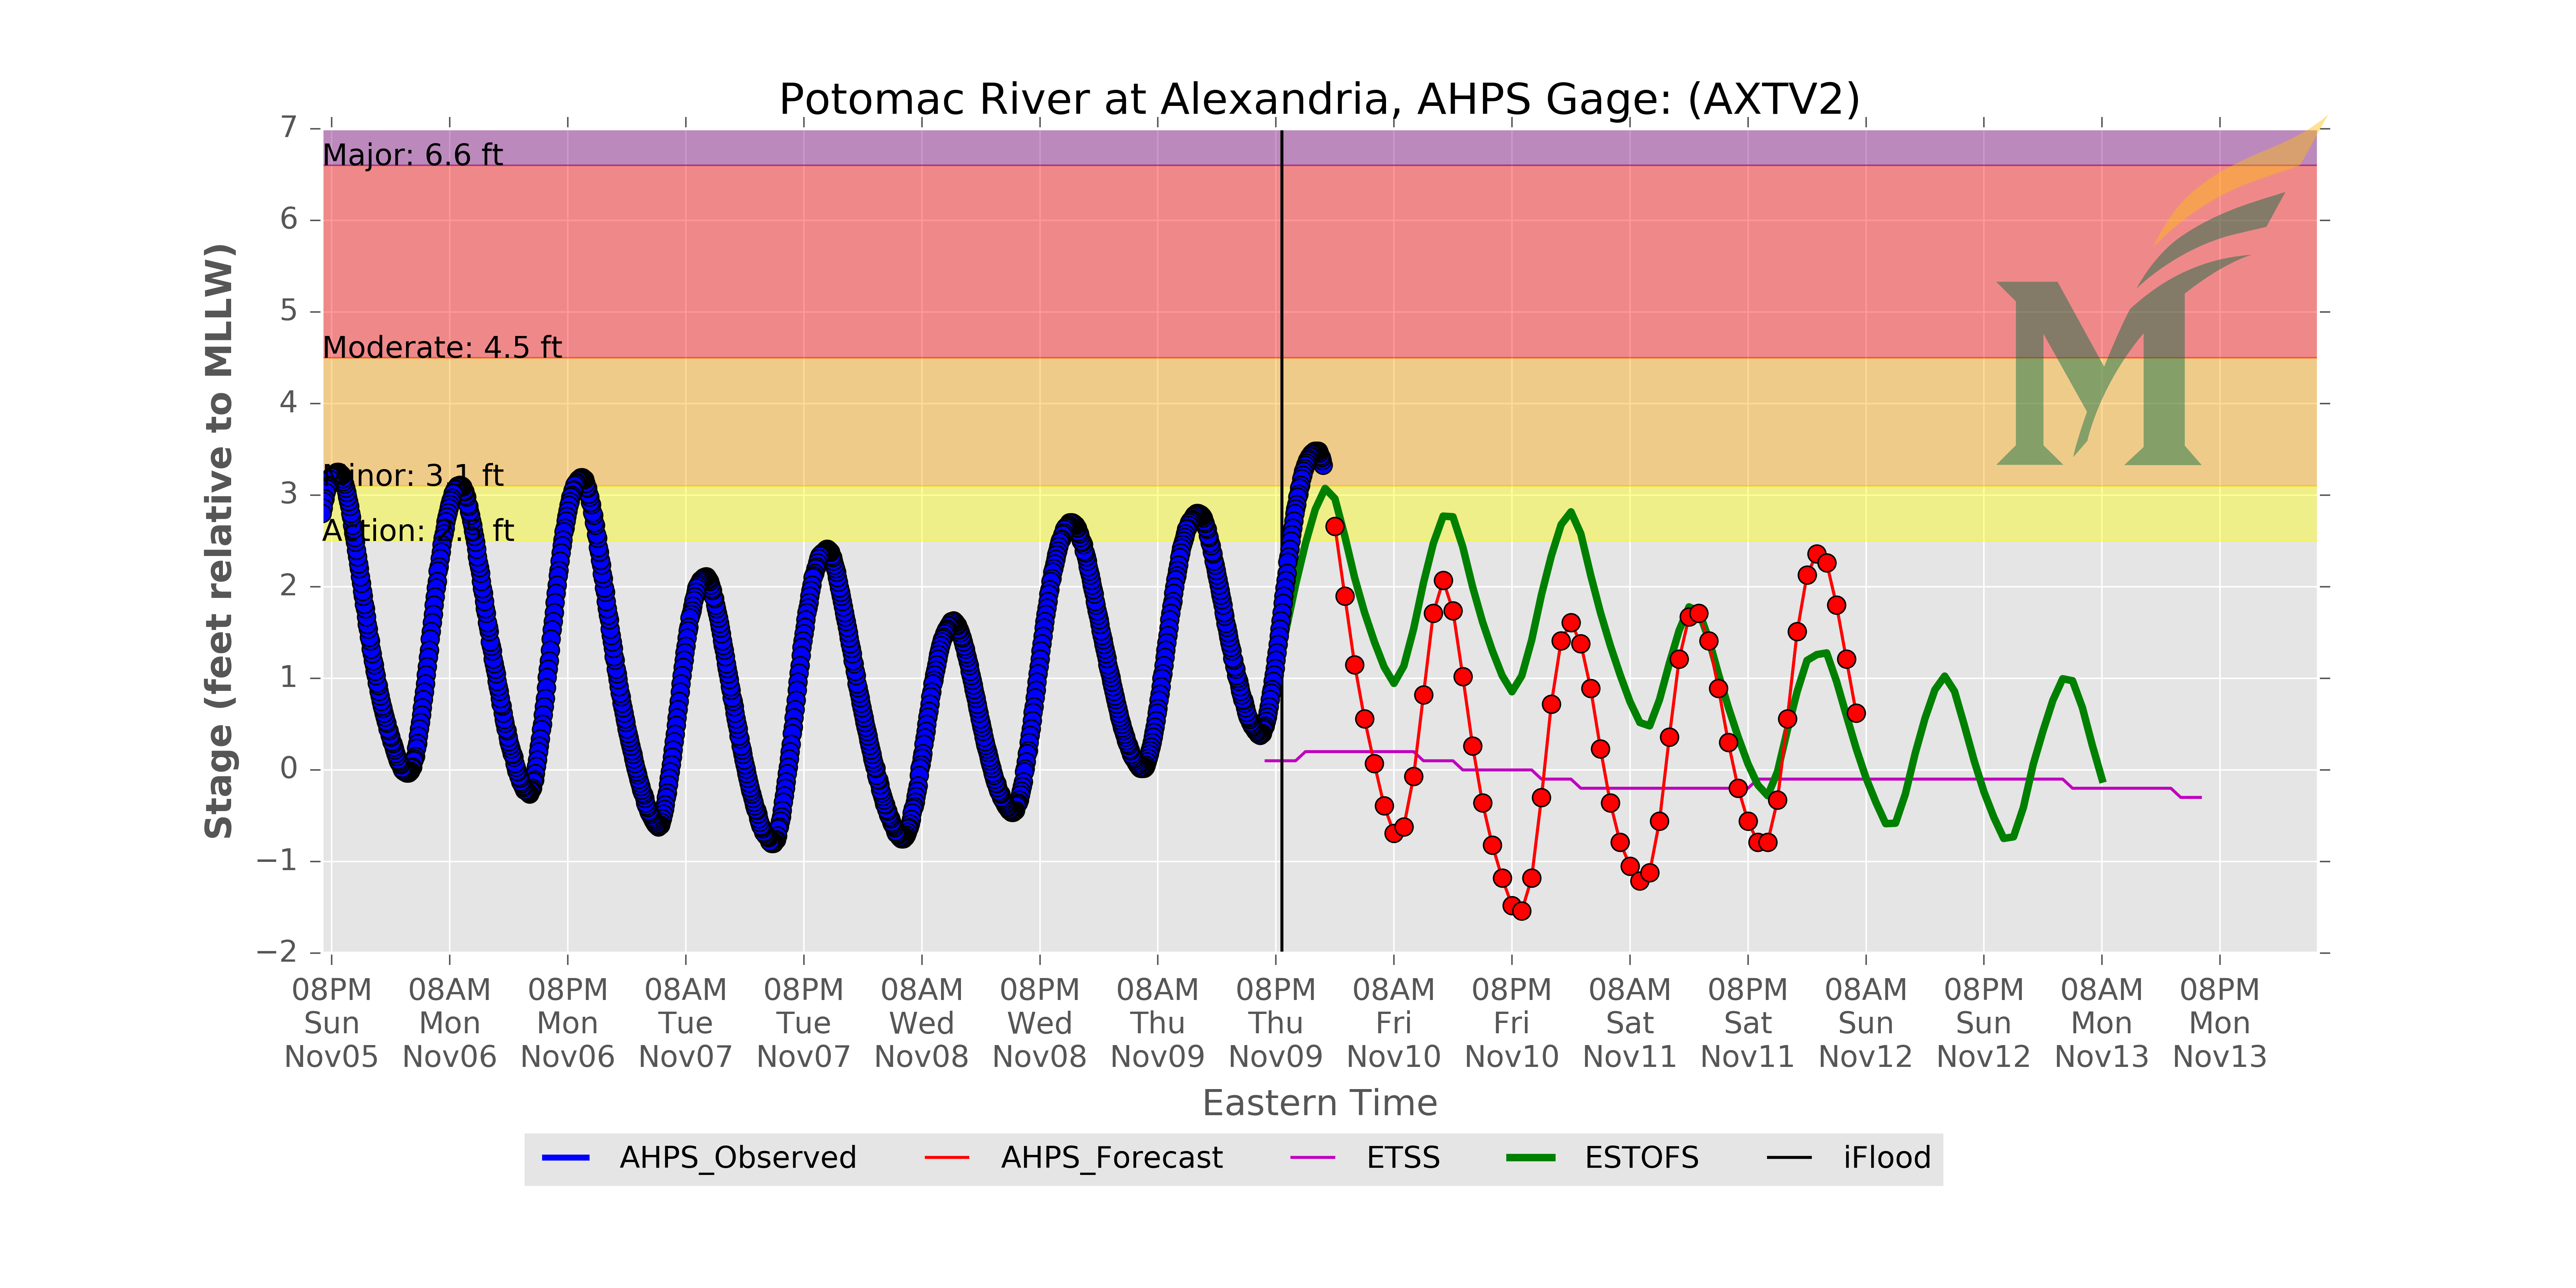 Potomac River at Alexandria, AHPS Gage: (AXTV2)
7
6
5
4
3
2
1
0
−1
−2
Stage (feet relative to MLLW)
Major: 6.6 ft
Moderate: 4.5 ft
Minor: 3.1 ft
Action: ft
08PM 08AM 08PM 08AM 08PM 08AM 08PM 08AM 08PM 08AM 08PM 08AM 08PM 08AM 08PM 08AM 08PM
Sun Mon Mon Tue Tue Wed Wed Thu Thu Fri Fri Sat Sat Sun Sun Mon Mon
Nov05 Nov06 Nov06 Nov07 Nov07 Nov08 Nov08 Nov09 Nov09 Nov10 Nov10 Nov11 Nov11 Nov12 Nov12 Nov13 Nov13
Eastern Time
AHPS_Observed AHPS_Forecast ETSS ESTOFS iFlood
M